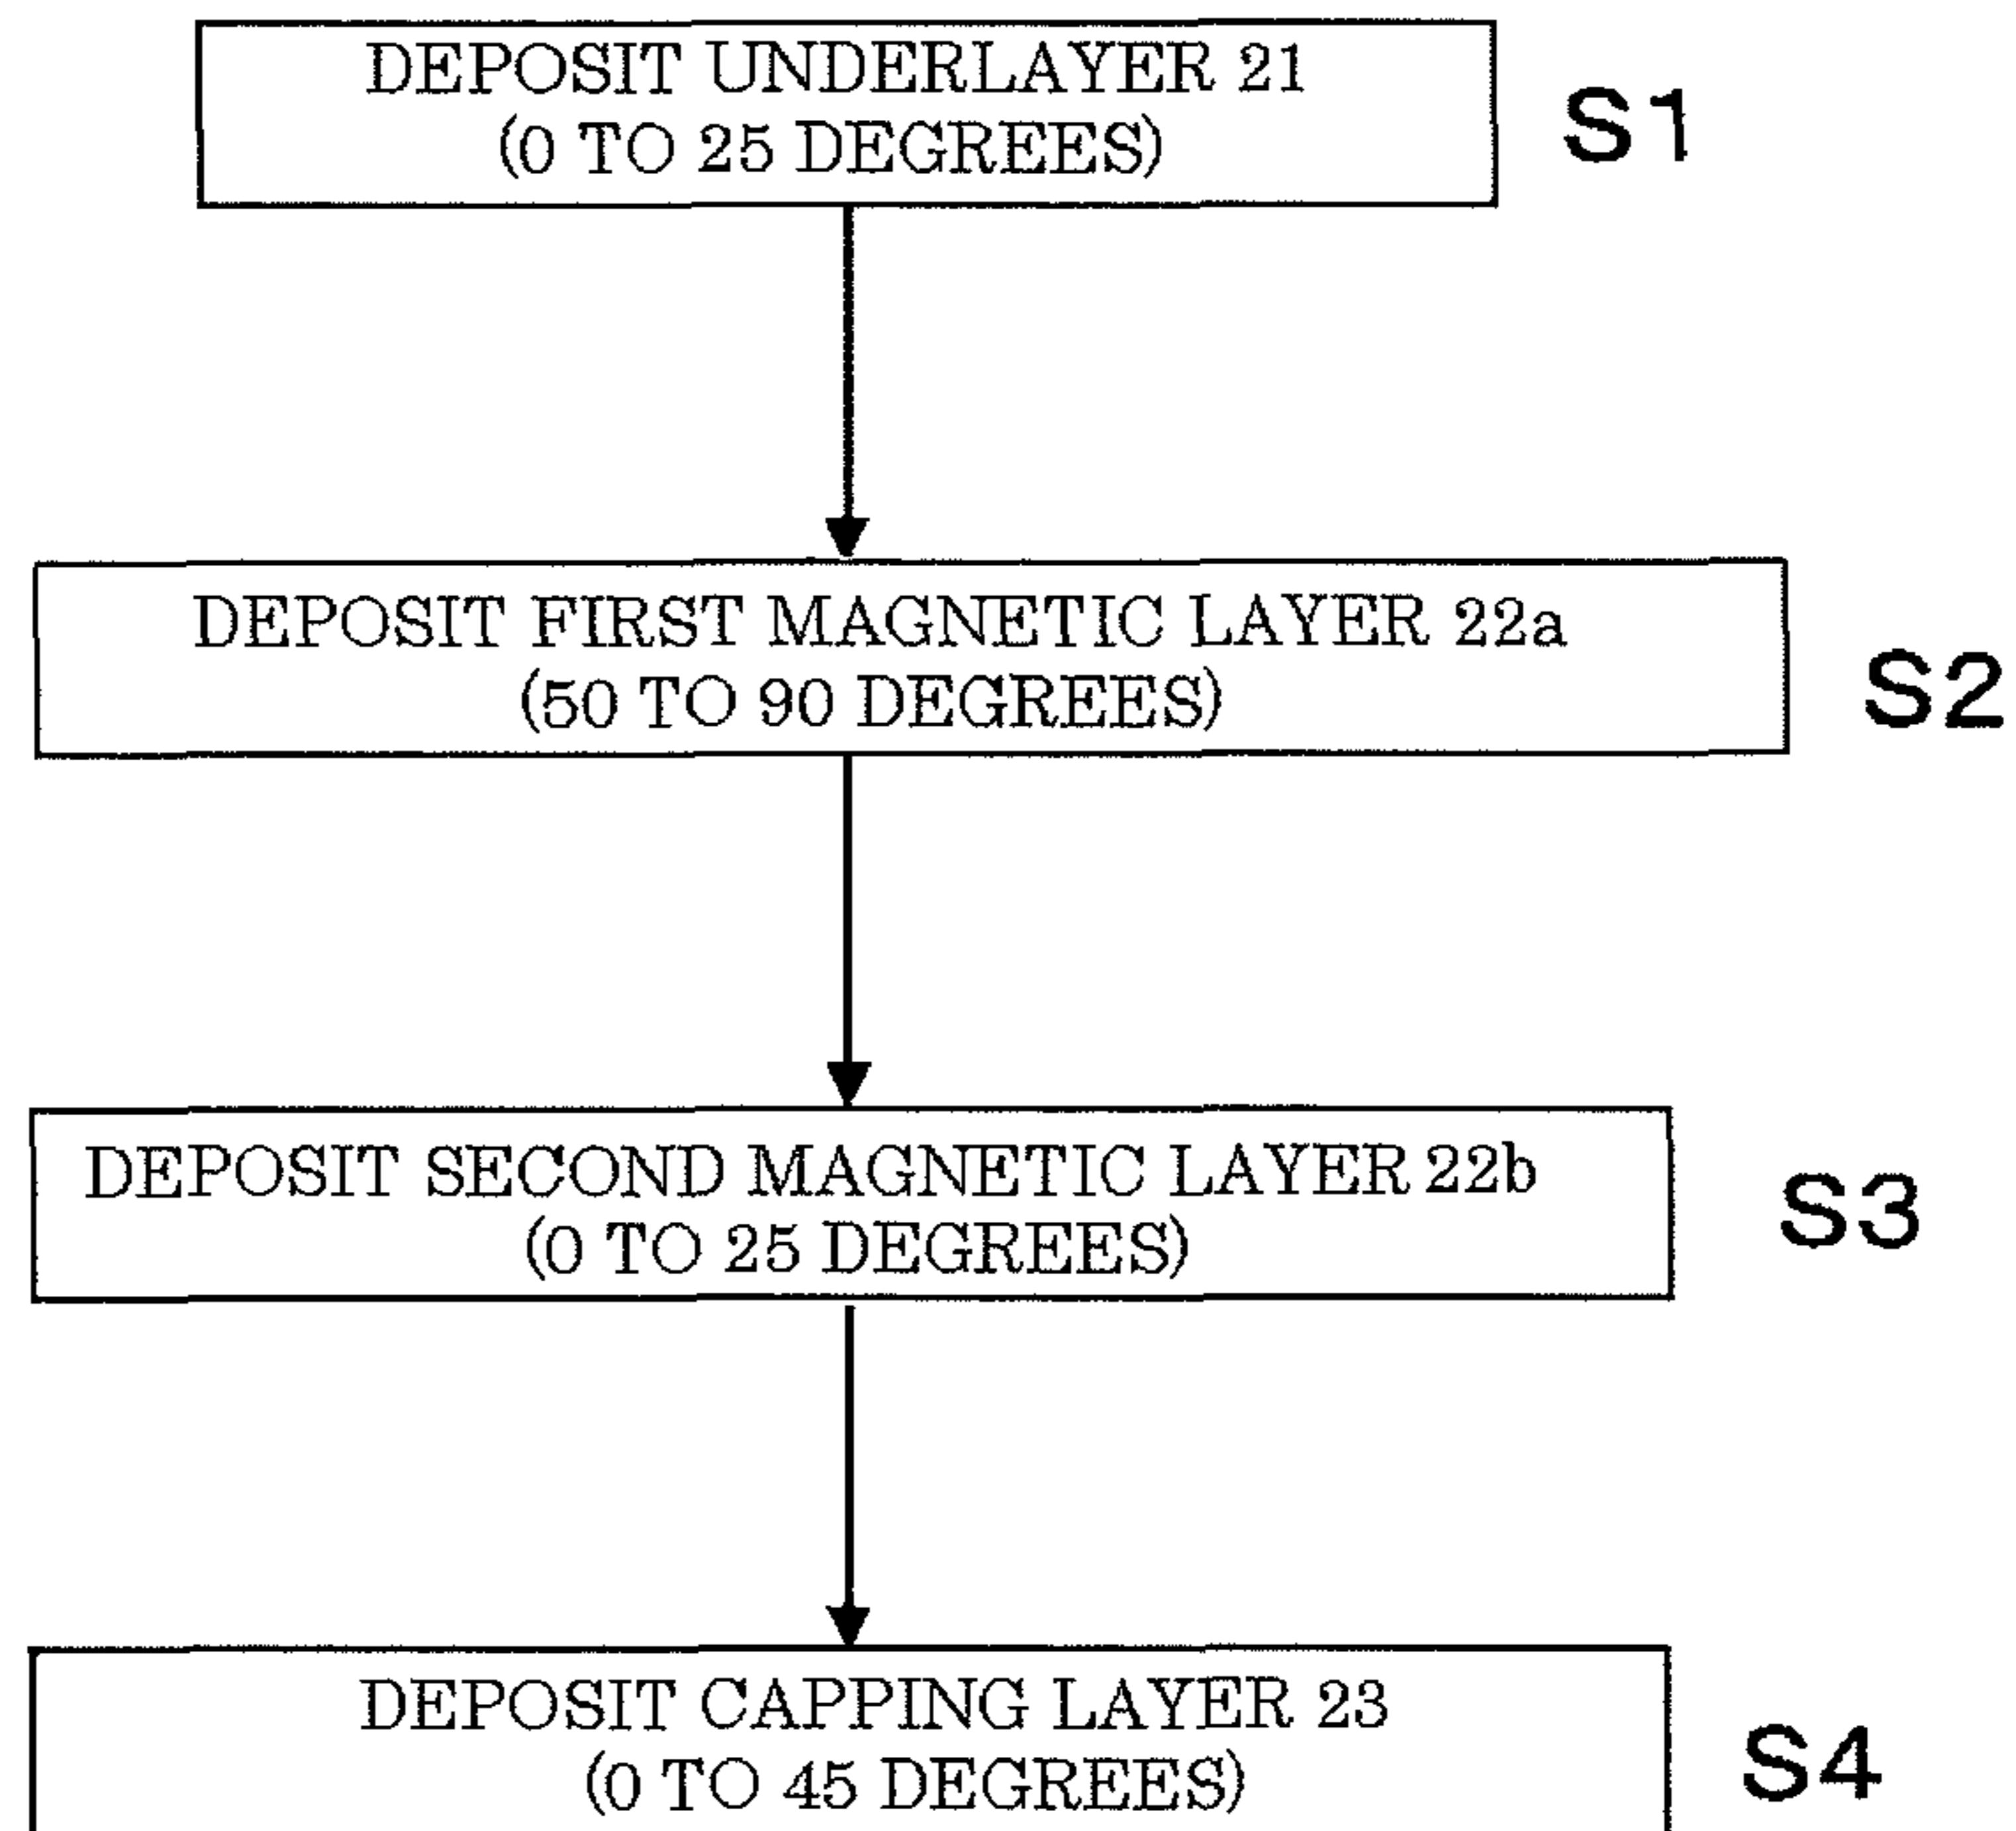 DEPOSIT UNDERLAYER 21
(0 TO 25 DEGREES)
S1
DEPOSIT FIRST MAGNETIC LAYER 22a
(50 TO 90 DEGREES)
S2
DEPOSIT SECOND MAGNETIC LAYER 22b
(0 TO 25 DEGREES)
S3
DEPOSIT CAPPING LAYER 23
(0 TO 45 DEGREES)
S4